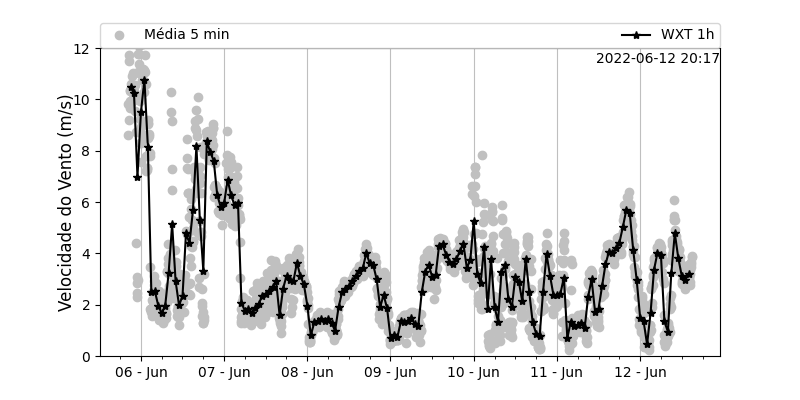 Média 5 min
WXT 1h
2022-06-12 20:17
Velocidade do Vento (m/s)
12
10
8
6
4
2
0
06 - Jun
07 - Jun
08 - Jun
09 - Jun
10 - Jun
11 - Jun
12 - Jun